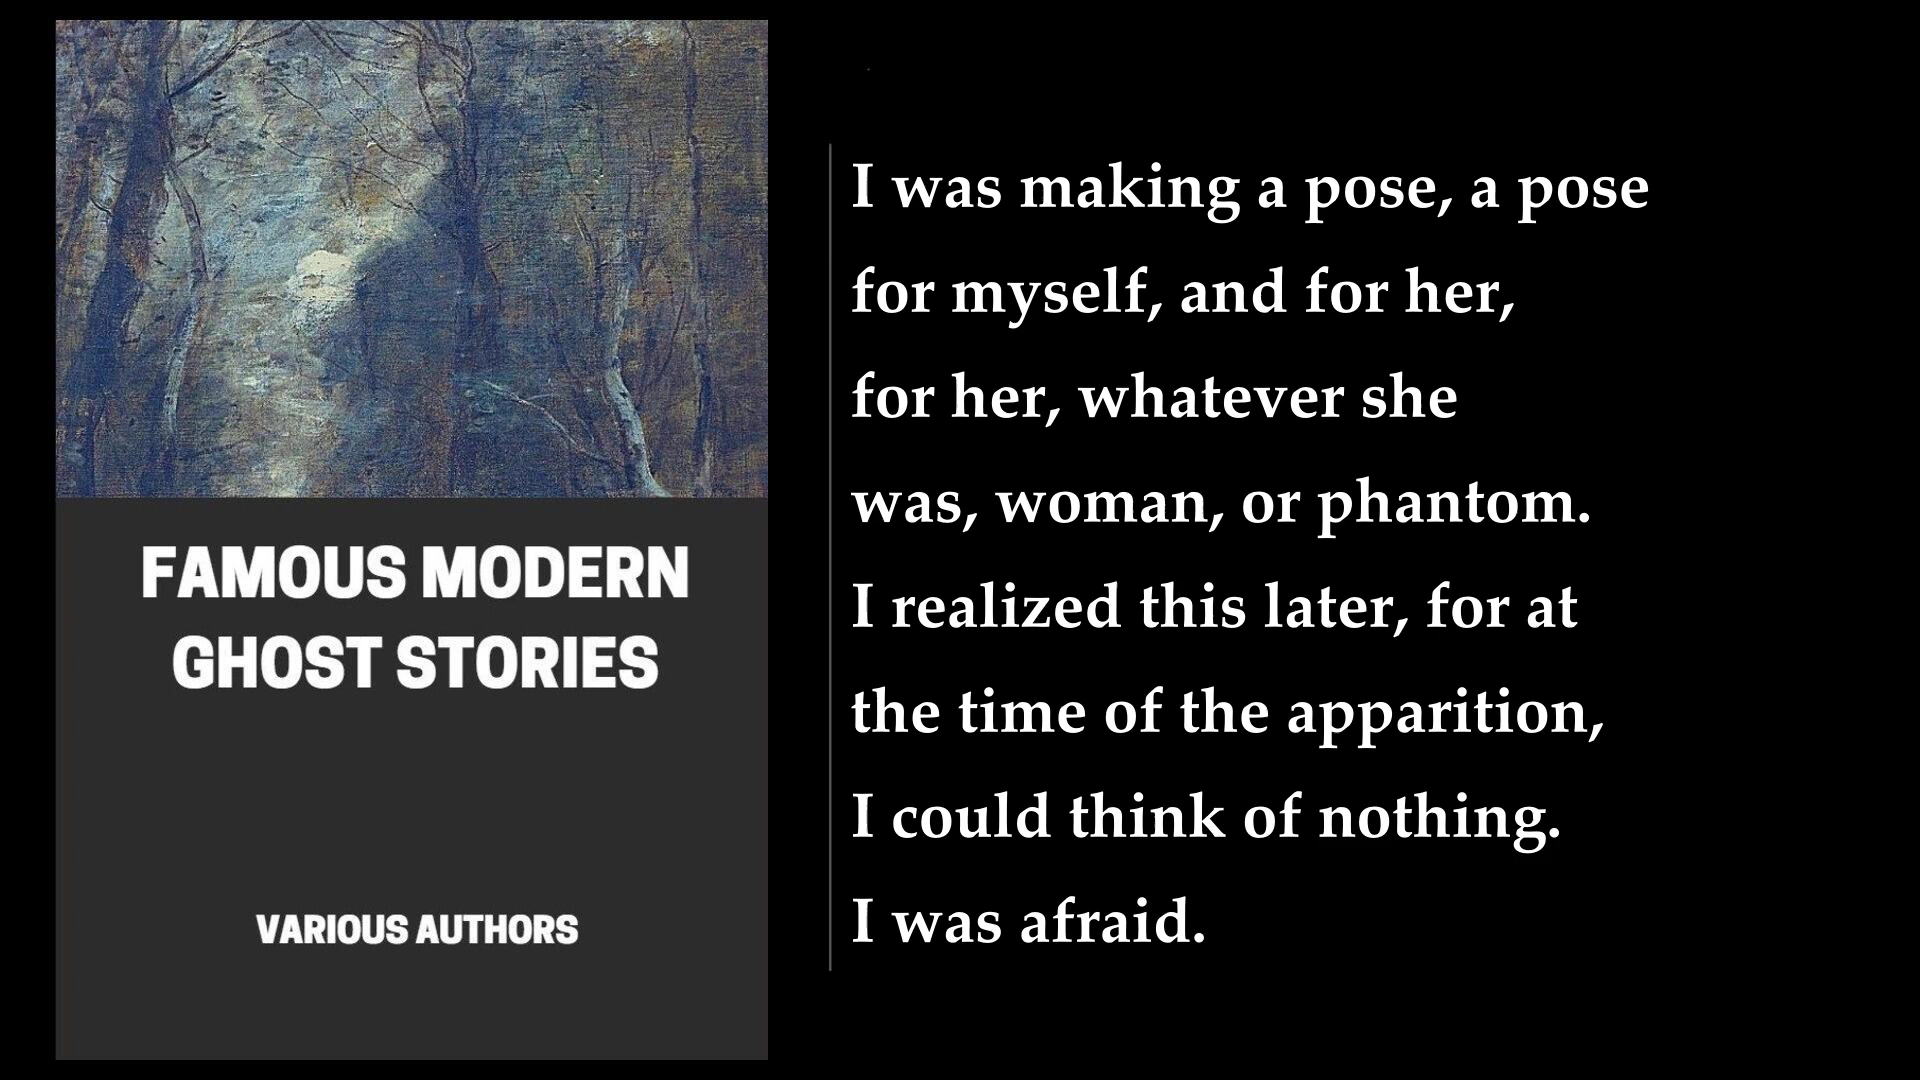 FAMOUS MODERN
GHOST STORIES
VARIOUS AUTHORS
I was making a pose, a pose
for myself, and for her,
for her, whatever she
was, woman, or phantom.
I realized this later, for at
the time of the apparition,
I could think of nothing.
I was afraid.